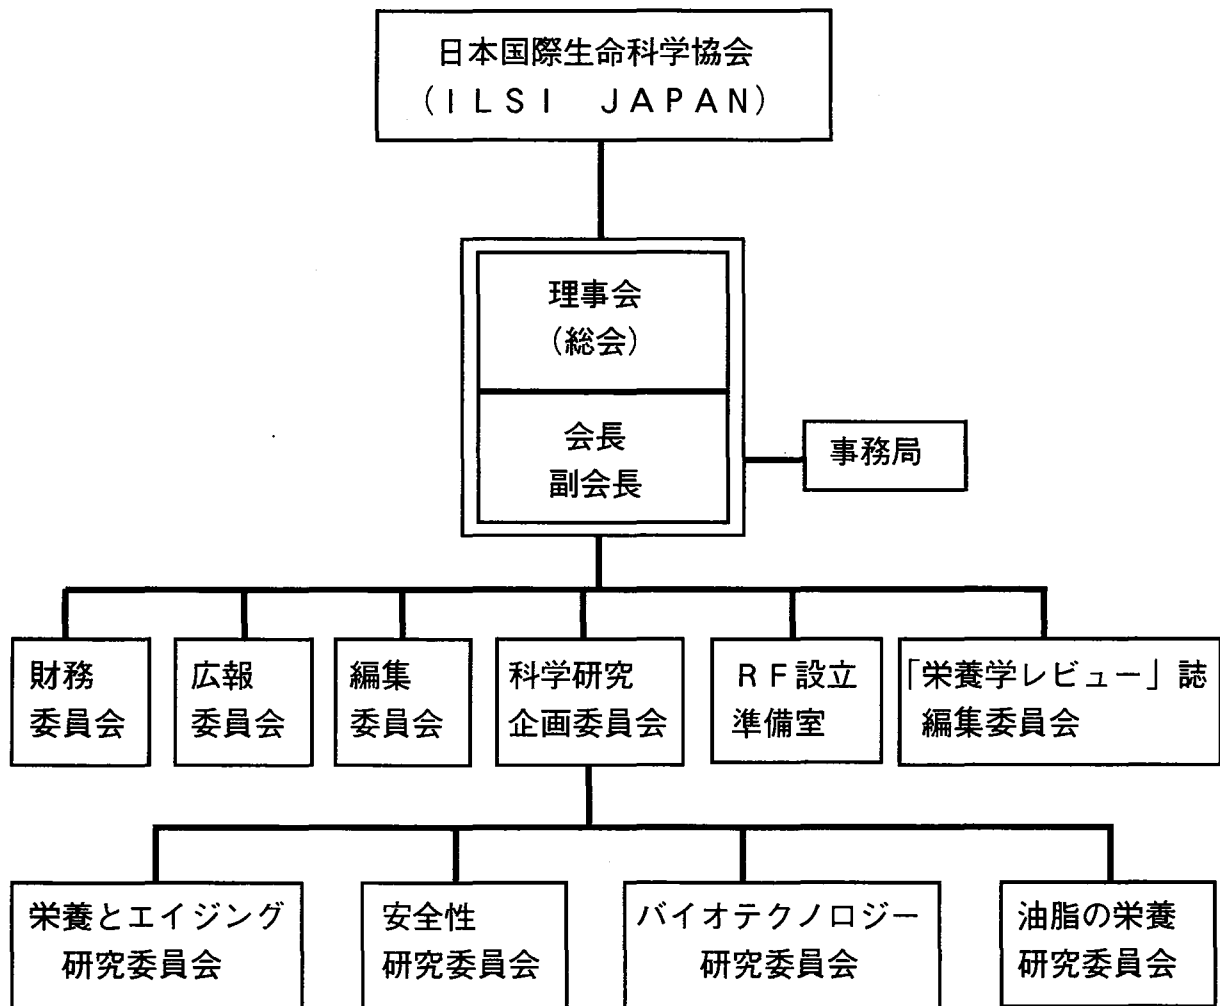 日本国際生命科学協会
(ILSI JAPAN)
理事会
(総会)
会長
副会長
事務局
財務
委員会
広報
委員会
編集
委員会
科学研究
企画委員会
RF設立
準備室
「栄養学レビュー」誌
編集委員会
栄養とエイジング
研究委員会
安全性
研究委員会
バイオテクノロジー
研究委員会
油脂の栄養
研究委員会